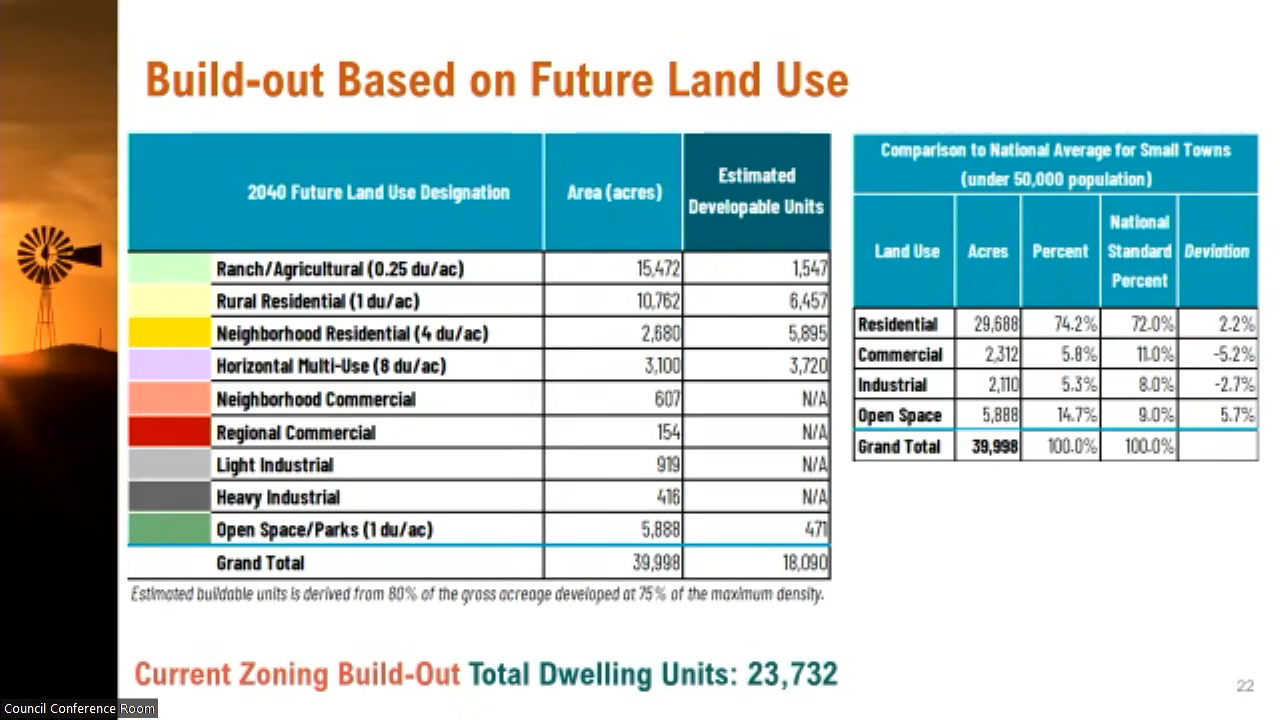 Build-out Based on Future Land Use
2040 Future Land Use Designation Area (acres) Estimated Developable Units
Ranch/Agricultural (0.25 du/ac) 15,472 1,547
Rural Residential (1 du/ac) 10,762 6,457
Neighborhood Residential (4 du/ac) 2,680 5,895
Horizontal Multi-Use (8 du/ac) 3,100 3,720
Neighborhood Commercial 607 N/A
Regional Commercial 154 N/A
Light Industrial 919 N/A
Heavy Industrial 416 N/A
Open Space/Parks (1 du/ac) 5,888 471
Grand Total 39,998 18,090
Estimated buildable units is derived from 80% of the gross acreage developed at 75% of the maximum density.
Comparison to National Average for Small Towns
(under 50,000 population)
Land Use Acres Percent National Standard Percent Deviation
Residential 29,688 74.2% 72.0% 2.2%
Commercial 2,312 5.8% 11.0% -5.2%
Industrial 2,110 5.3% 8.0% -2.7%
Open Space 5,888 14.7% 9.0% 5.7%
Grand Total 39,998 100.0% 100.0%
Current Zoning Build-Out Total Dwelling Units: 23,732
22
Council Conference Room